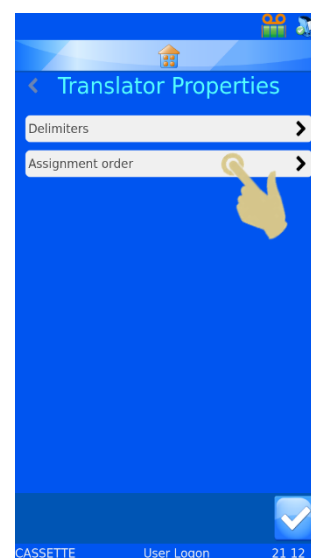 Translator Properties
Delimiters
Assignment order
CASSETTE User Logon 21 12